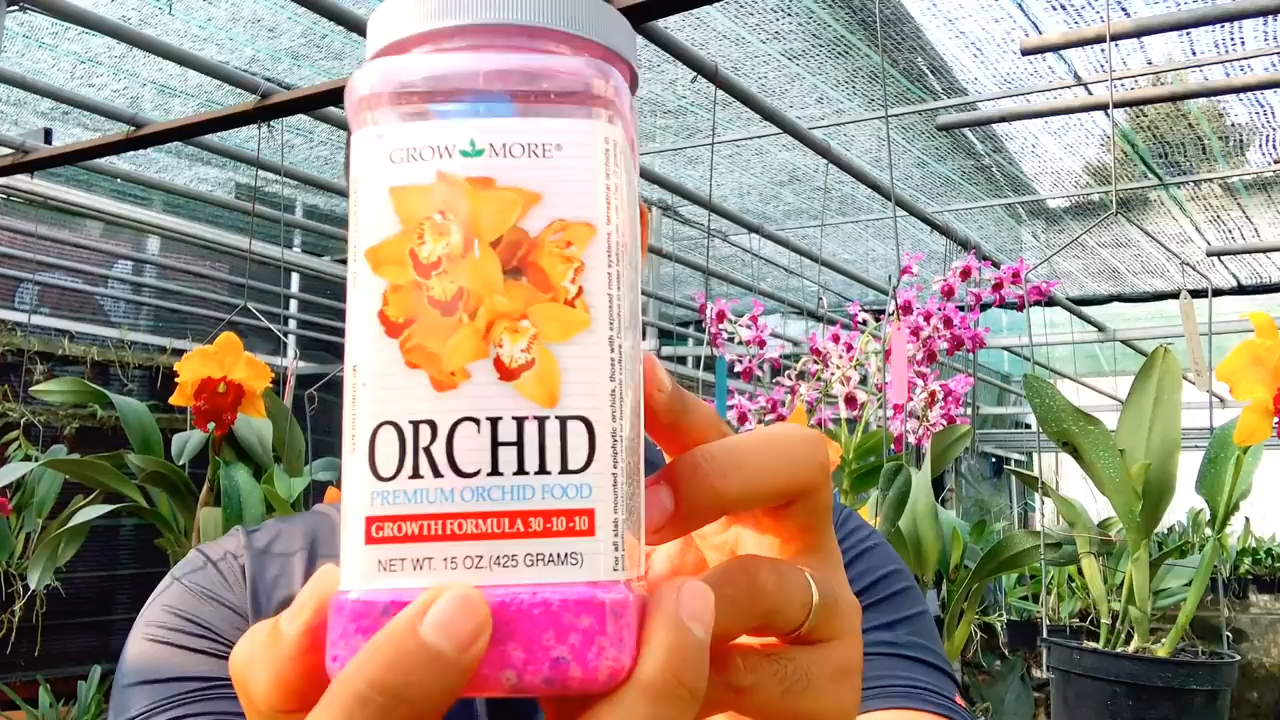 GROW MORE®
ORCHID
PREMIUM ORCHID FOOD
GROWTH FORMULA 30-10-10
NET WT. 15 OZ.(425 GRAMS)
For all slab mounted epiphytic orchids, those with exposed root systems, terrestrial orchids in